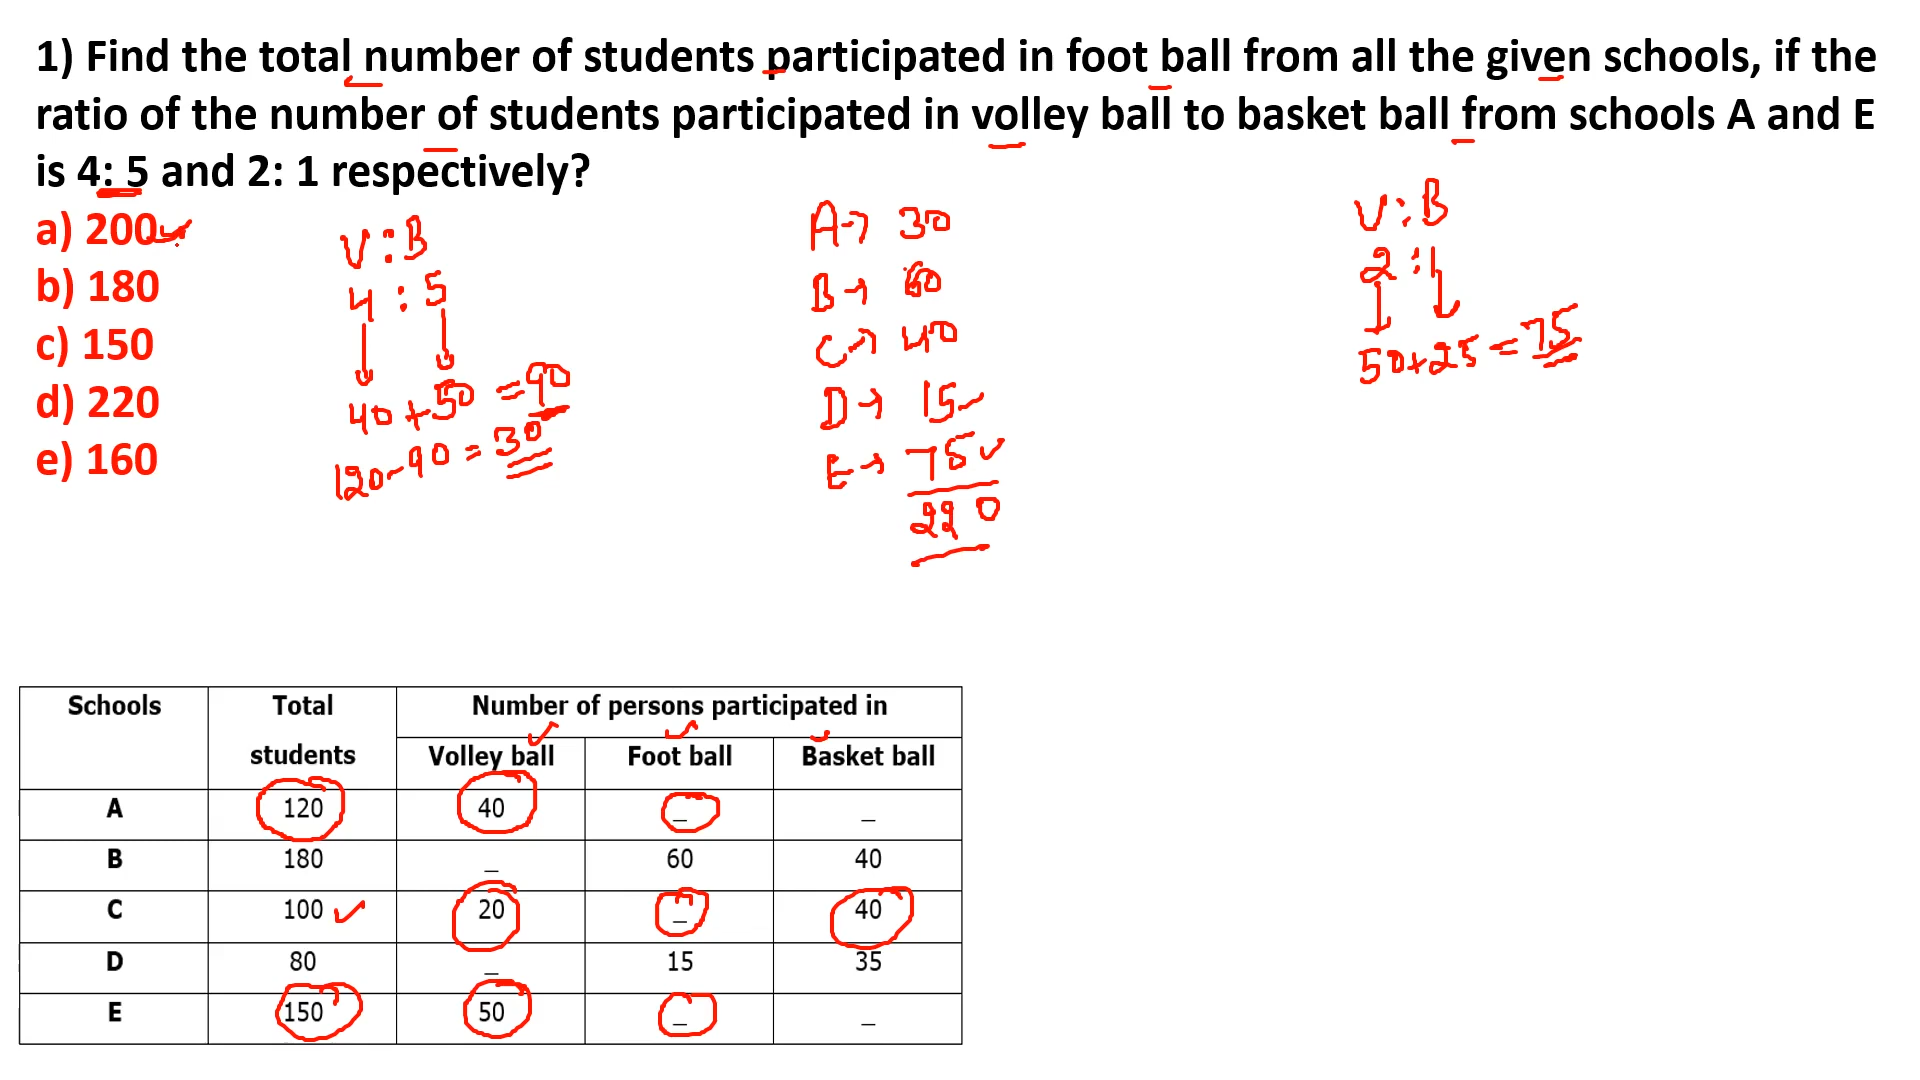 1) Find the total number of students participated in foot ball from all the given schools, if the
ratio of the number of students participated in volley ball to basket ball from schools A and E
is 4: 5 and 2: 1 respectively?
a) 200
b) 180
c) 150
d) 220
e) 160
V : B
4 : 5
40 + 50 = 90
120 - 90 = 30
A → 30
B → 60
C → 40
D → 15
E → 75
220
V : B
2 : 1
50 + 25 = 75
Schools Total students Number of persons participated in
Volley ball Foot ball Basket ball
A 120 40 _ _
B 180 _ 60 40
C 100 20 _ 40
D 80 _ 15 35
E 150 50 _ _